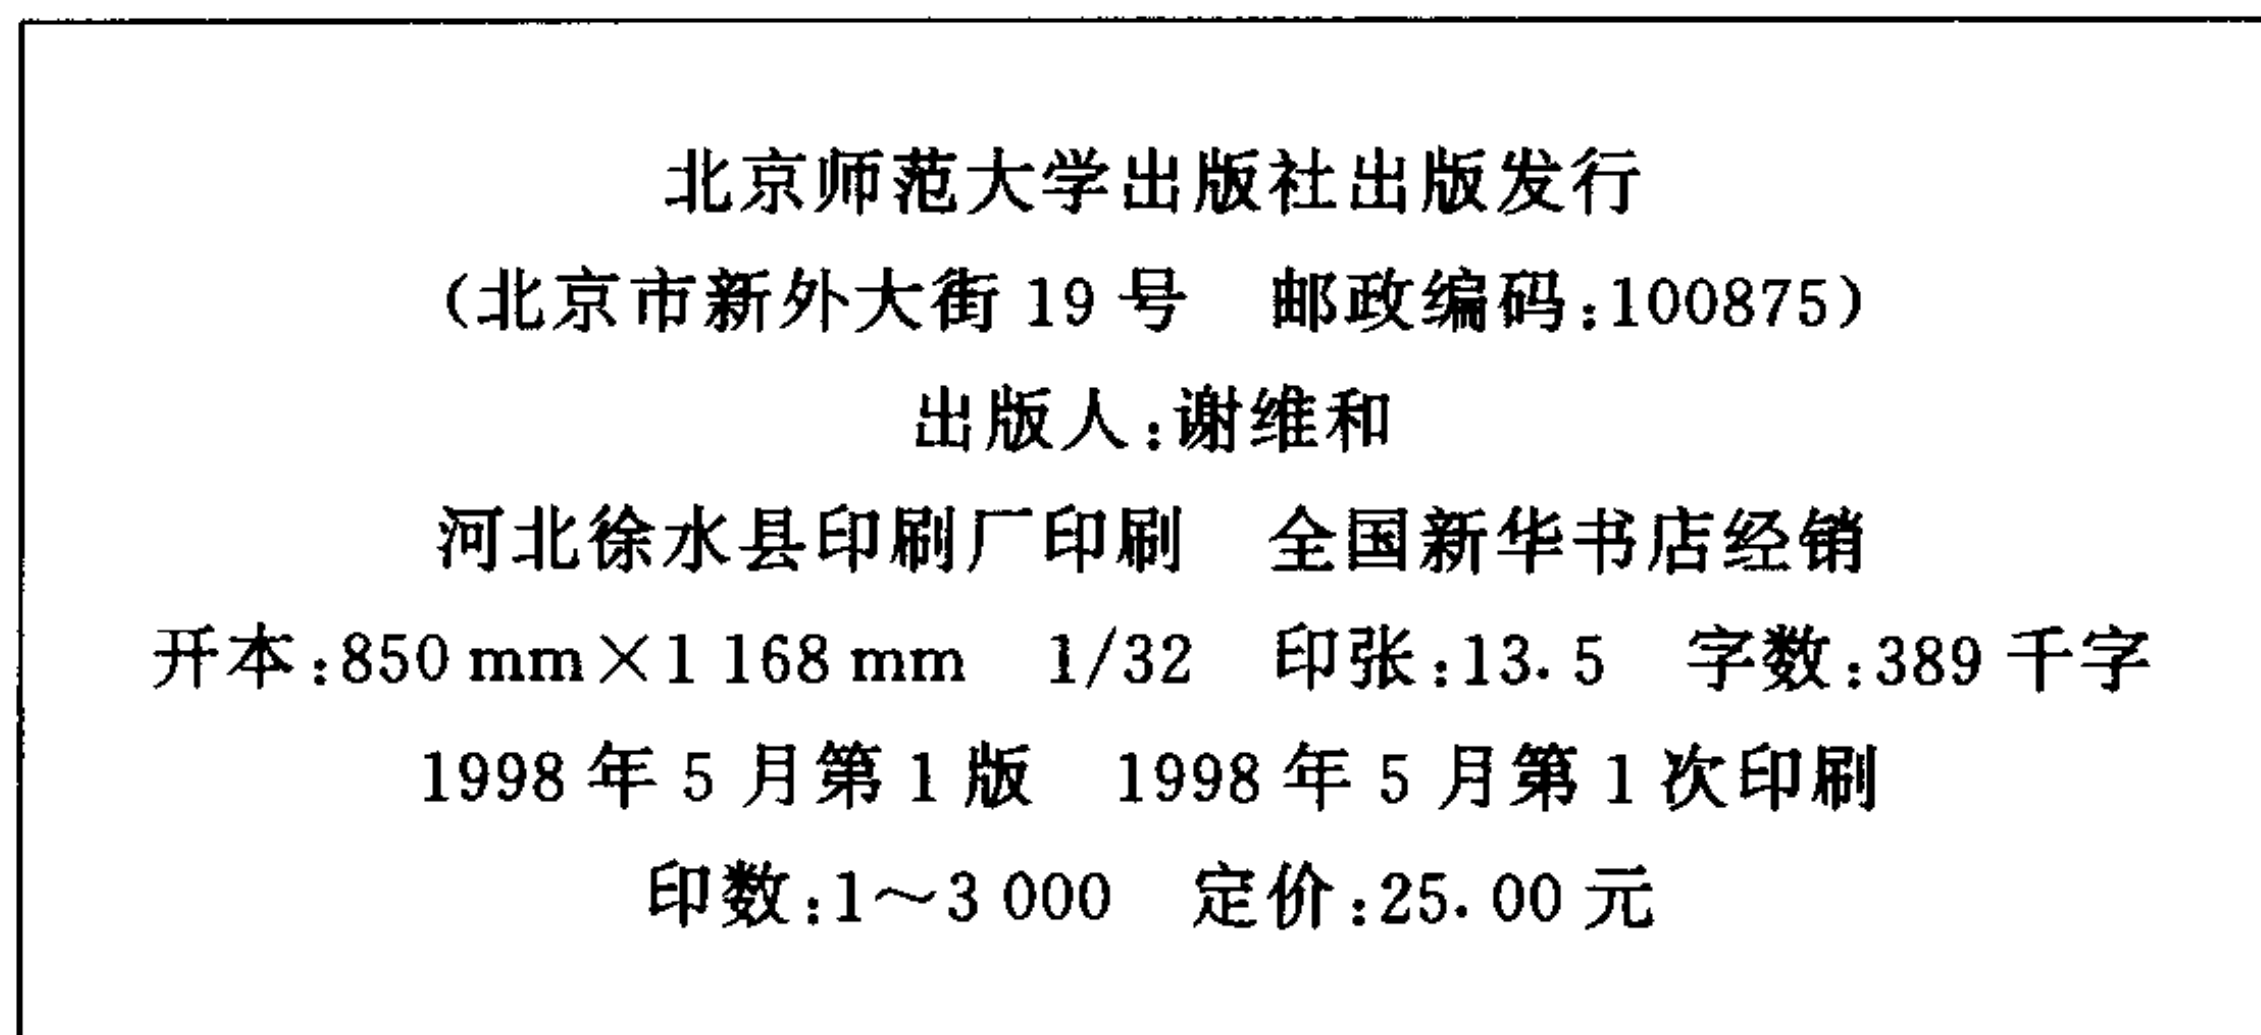 北京师范大学出版社出版发行
(北京市新外大街 19 号　邮政编码:100875)
出版人:谢维和
河北徐水县印刷厂印刷　全国新华书店经销
开本:850 mm×1 168 mm　1/32　印张:13.5　字数:389 千字
1998 年 5 月第 1 版　1998 年 5 月第 1 次印刷
印数:1～3 000　定价:25.00 元